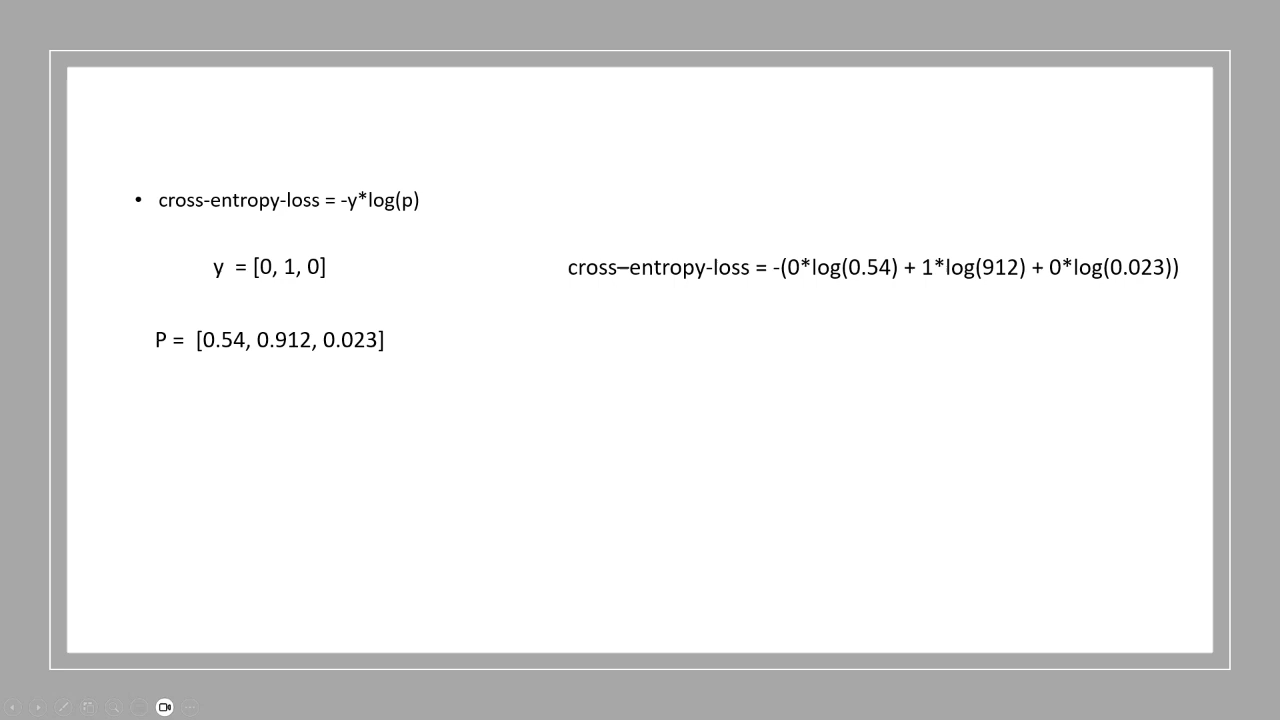 • cross-entropy-loss = -y*log(p)
y = [0, 1, 0]
cross–entropy-loss = -(0*log(0.54) + 1*log(912) + 0*log(0.023))
P = [0.54, 0.912, 0.023]